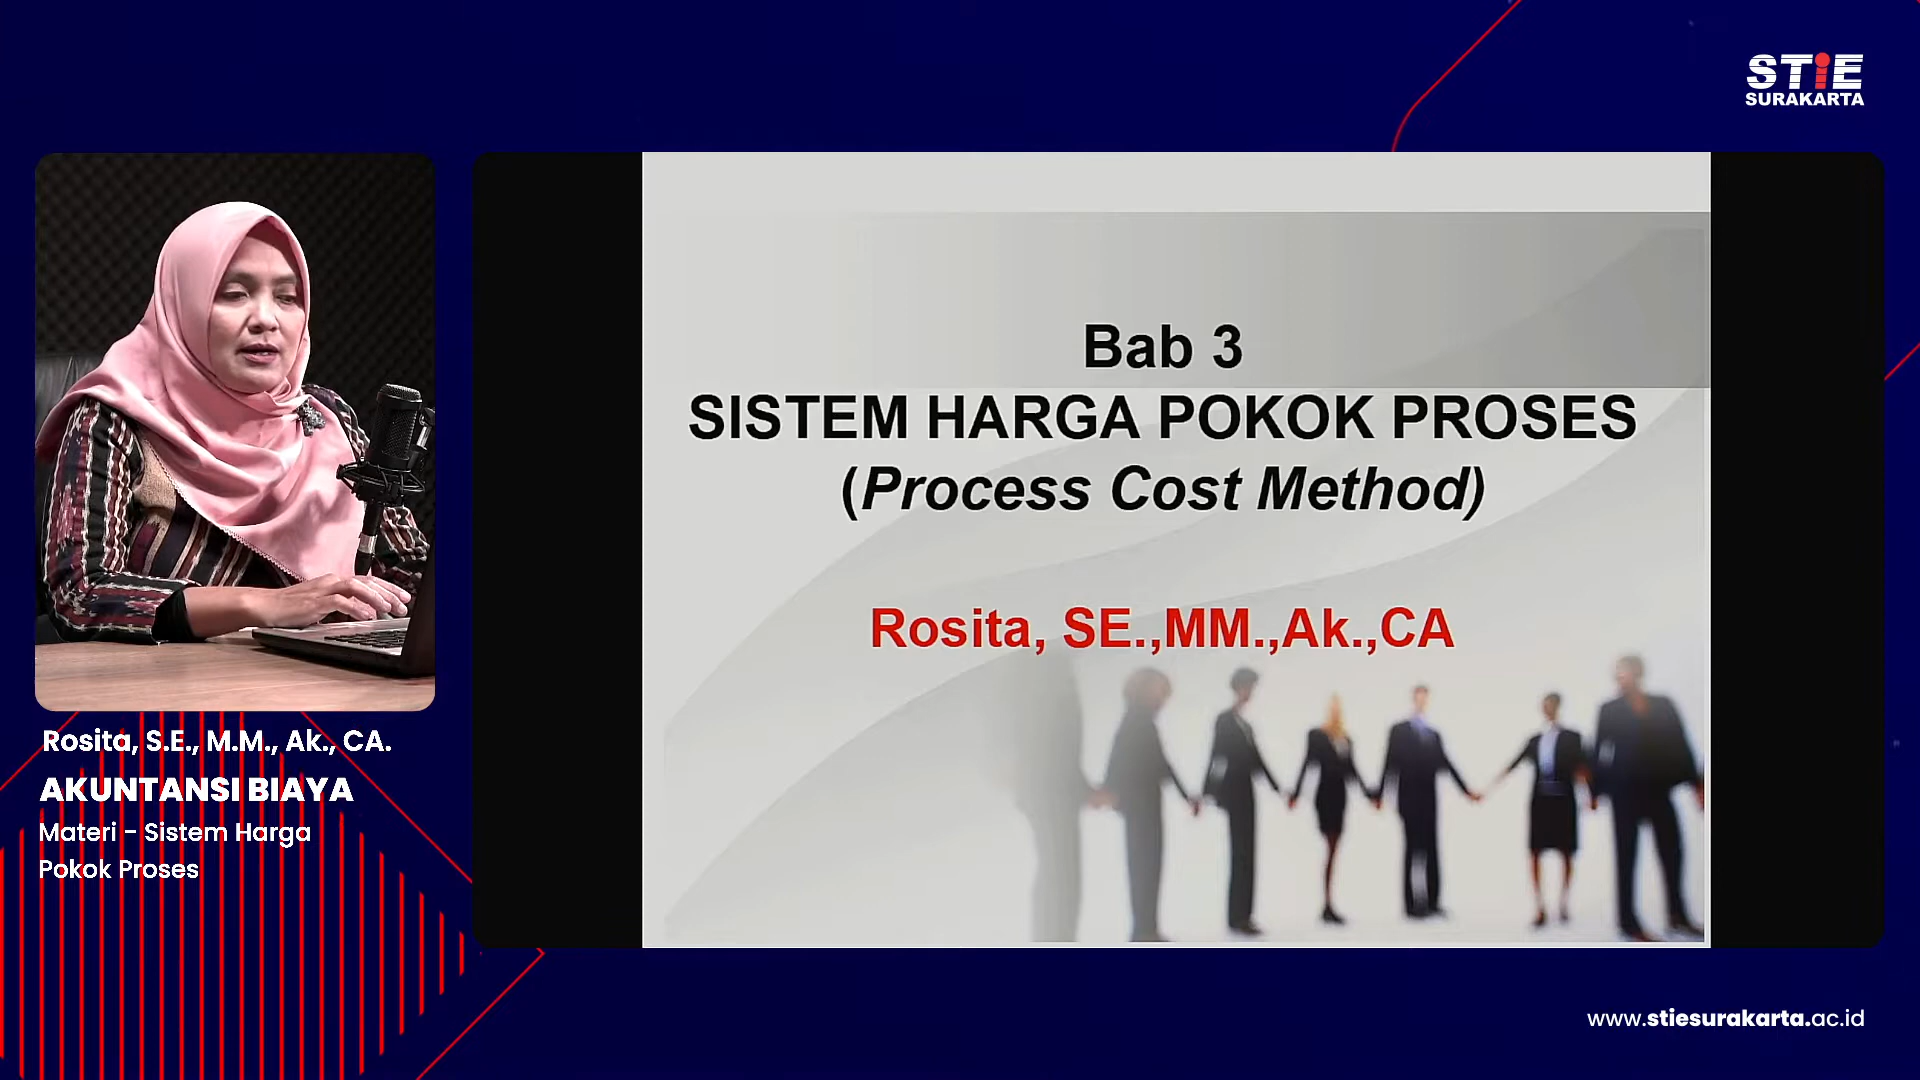 STiE
SURAKARTA
Bab 3
SISTEM HARGA POKOK PROSES
(Process Cost Method)
Rosita, SE.,MM.,Ak.,CA
Rosita, S.E., M.M., Ak., CA.
AKUNTANSI BIAYA
Materi - Sistem Harga
Pokok Proses
www.stiesurakarta.ac.id